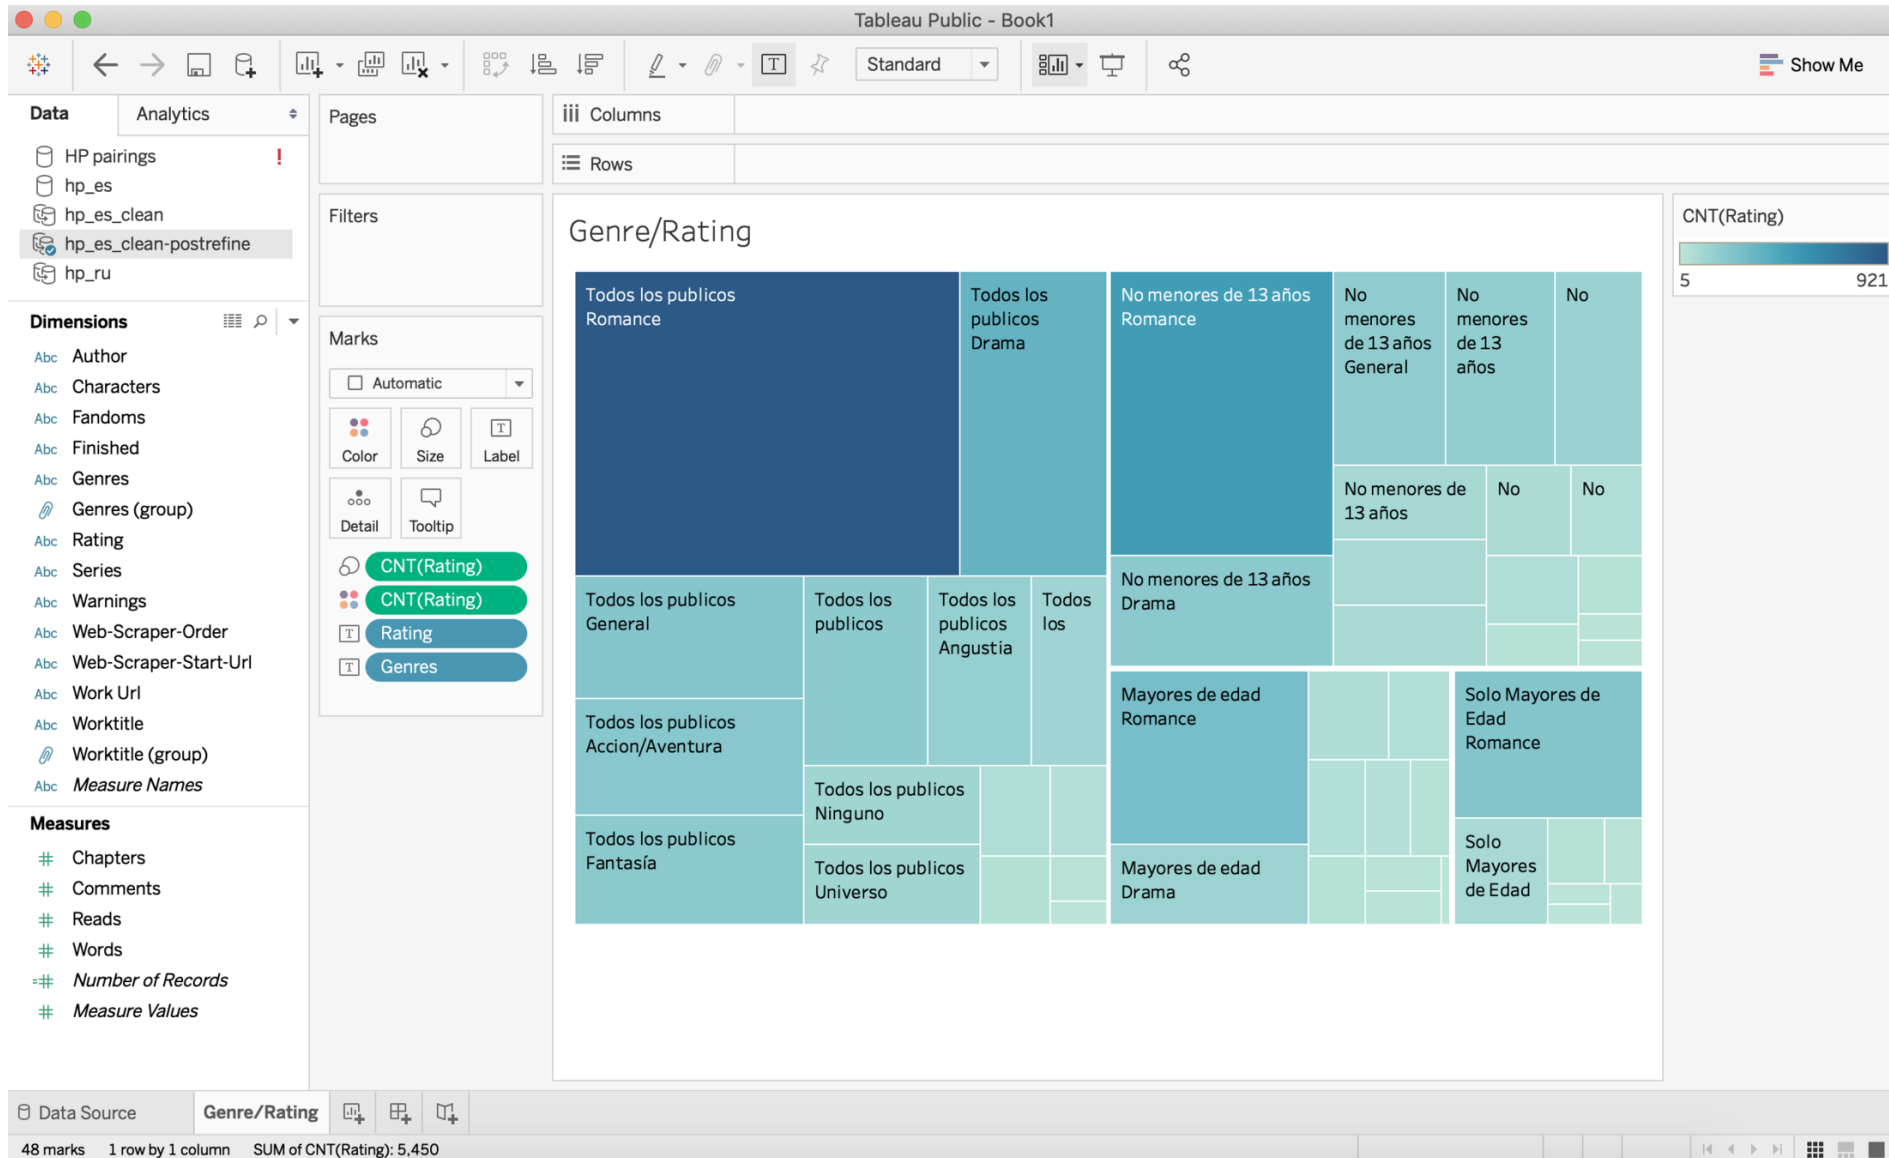 Tableau Public - Book1
Standard
Show Me
Data
Analytics
HP pairings
!
hp_es
hp_es_clean
hp_es_clean-postrefine
hp_ru
Dimensions
Abc Author
Abc Characters
Abc Fandoms
Abc Finished
Abc Genres
Genres (group)
Abc Rating
Abc Series
Abc Warnings
Abc Web-Scraper-Order
Abc Web-Scraper-Start-Url
Abc Work Url
Abc Worktitle
Worktitle (group)
Abc Measure Names
Measures
# Chapters
# Comments
# Reads
# Words
=# Number of Records
# Measure Values
Pages
Filters
Marks
Automatic
Color
Size
T
Label
Detail
Tooltip
CNT(Rating)
CNT(Rating)
T Rating
T Genres
Columns
Rows
Genre/Rating
Todos los publicos
Romance
Todos los
publicos
Drama
Todos los publicos
General
Todos los publicos
Accion/Aventura
Todos los publicos
Fantasía
Todos los
publicos
Todos los
publicos
Angustia
Todos
los
Todos los publicos
Ninguno
Todos los publicos
Universo
No menores de 13 años
Romance
No
menores
de 13 años
General
No
menores
de 13
años
No
No menores de
13 años
No
No
No menores de 13 años
Drama
Mayores de edad
Romance
Mayores de edad
Drama
Solo Mayores de
Edad
Romance
Solo
Mayores
de Edad
CNT(Rating)
5 921
Data Source
Genre/Rating
48 marks 1 row by 1 column SUM of CNT(Rating): 5,450